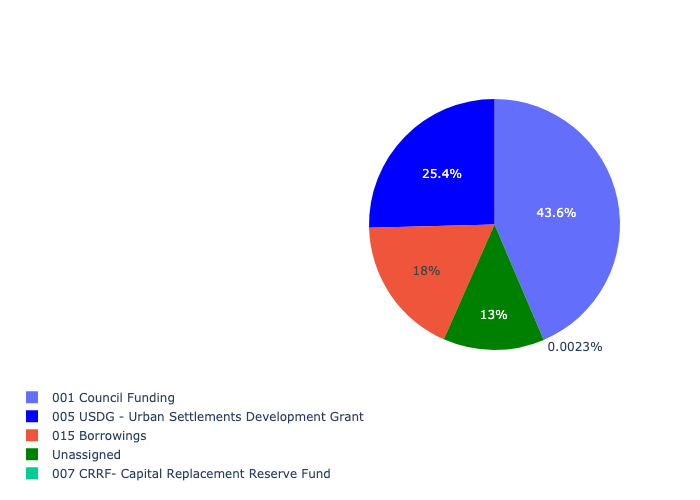 25.4%
43.6%
18%
13%
0.0023%
001 Council Funding
005 USDG - Urban Settlements Development Grant
015 Borrowings
Unassigned
007 CRRF- Capital Replacement Reserve Fund